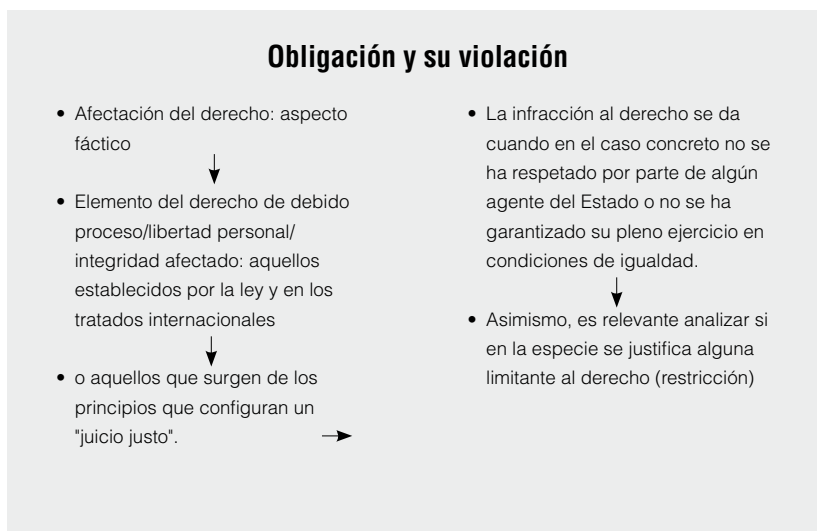 Obligación y su violación
• Afectación del derecho: aspecto
fáctico
• Elemento del derecho de debido
proceso/libertad personal/
integridad afectado: aquellos
establecidos por la ley y en los
tratados internacionales
• o aquellos que surgen de los
principios que configuran un
"juicio justo".
• La infracción al derecho se da
cuando en el caso concreto no se
ha respetado por parte de algún
agente del Estado o no se ha
garantizado su pleno ejercicio en
condiciones de igualdad.
• Asimismo, es relevante analizar si
en la especie se justifica alguna
limitante al derecho (restricción)